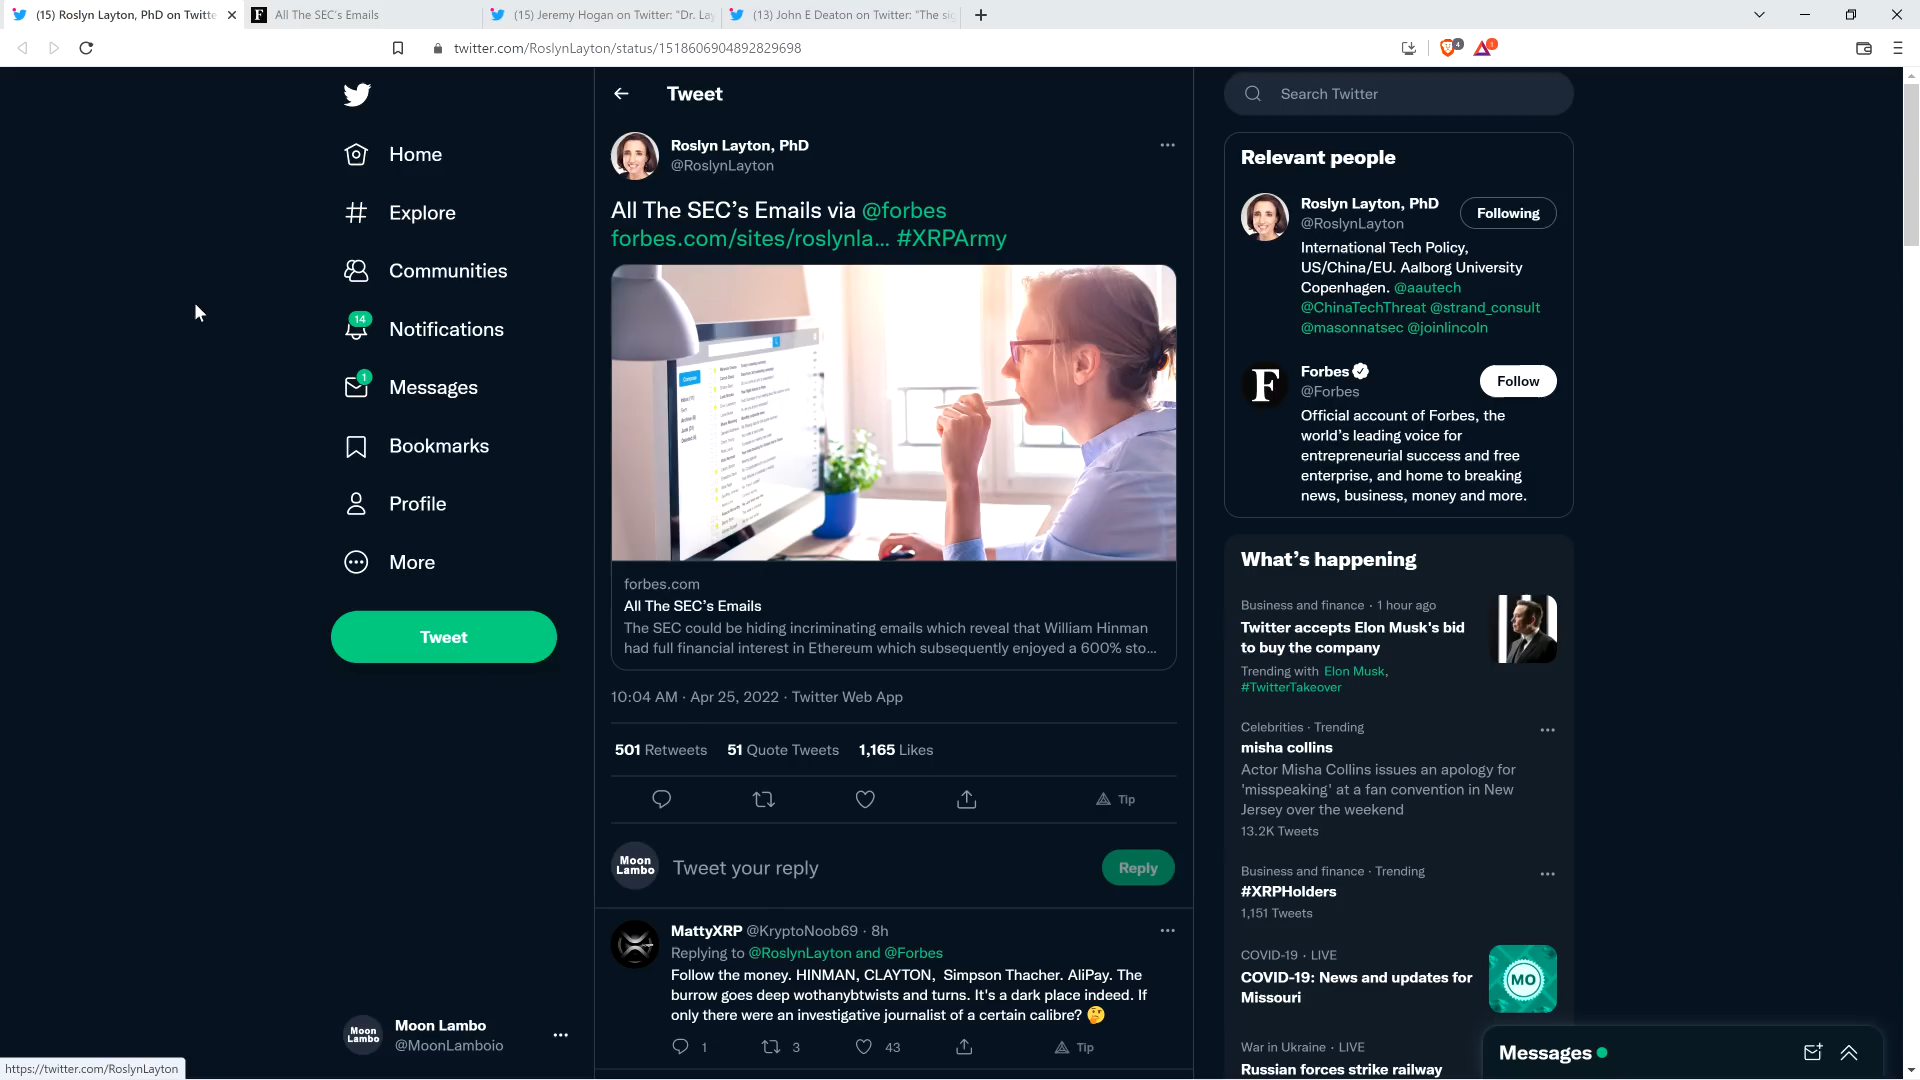 (15) Roslyn Layton, PhD on Twitte
All The SEC's Emails
(15) Jeremy Hogan on Twitter: "Dr. Lay
(13) John E Deaton on Twitter: "The sig
twitter.com/RoslynLayton/status/1518606904892829698
4
1
Home
Explore
Communities
14
Notifications
1
Messages
Bookmarks
Profile
More
Tweet
Moon Lambo
Moon Lambo
@MoonLamboio
https://twitter.com/RoslynLayton
Tweet
Roslyn Layton, PhD
@RoslynLayton
All The SEC's Emails via @forbes
forbes.com/sites/roslynla... #XRPArmy
forbes.com
All The SEC's Emails
The SEC could be hiding incriminating emails which reveal that William Hinman
had full financial interest in Ethereum which subsequently enjoyed a 600% sto...
10:04 AM · Apr 25, 2022 · Twitter Web App
501 Retweets 51 Quote Tweets 1,165 Likes
Tip
Moon
Lambo
Tweet your reply
Reply
MattyXRP @KryptoNoob69 · 8h
Replying to @RoslynLayton and @Forbes
Follow the money. HINMAN, CLAYTON, Simpson Thacher. AliPay. The
burrow goes deep wothanybtwists and turns. It's a dark place indeed. If
only there were an investigative journalist of a certain calibre? 🤔
1 3 43 Tip
Search Twitter
Relevant people
Roslyn Layton, PhD
@RoslynLayton
Following
International Tech Policy,
US/China/EU. Aalborg University
Copenhagen. @aautech
@ChinaTechThreat @strand_consult
@masonnatsec @joinlincoln
F
Forbes
@Forbes
Follow
Official account of Forbes, the
world's leading voice for
entrepreneurial success and free
enterprise, and home to breaking
news, business, money and more.
What's happening
Business and finance · 1 hour ago
Twitter accepts Elon Musk's bid
to buy the company
Trending with Elon Musk,
#TwitterTakeover
Celebrities · Trending
misha collins
Actor Misha Collins issues an apology for
'misspeaking' at a fan convention in New
Jersey over the weekend
13.2K Tweets
Business and finance · Trending
#XRPHolders
1,151 Tweets
COVID-19 · LIVE
COVID-19: News and updates for
Missouri
MO
War in Ukraine · LIVE
Russian forces strike railway
Messages